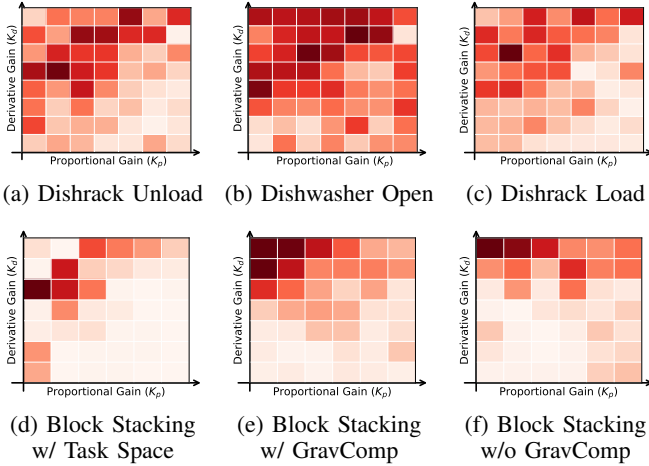 Derivative Gain (K_d)
Proportional Gain (K_p)
(a) Dishrack Unload
Derivative Gain (K_d)
Proportional Gain (K_p)
(b) Dishwasher Open
Derivative Gain (K_d)
Proportional Gain (K_p)
(c) Dishrack Load
Derivative Gain (K_d)
Proportional Gain (K_p)
(d) Block Stacking
w/ Task Space
Derivative Gain (K_d)
Proportional Gain (K_p)
(e) Block Stacking
w/ GravComp
Derivative Gain (K_d)
Proportional Gain (K_p)
(f) Block Stacking
w/o GravComp